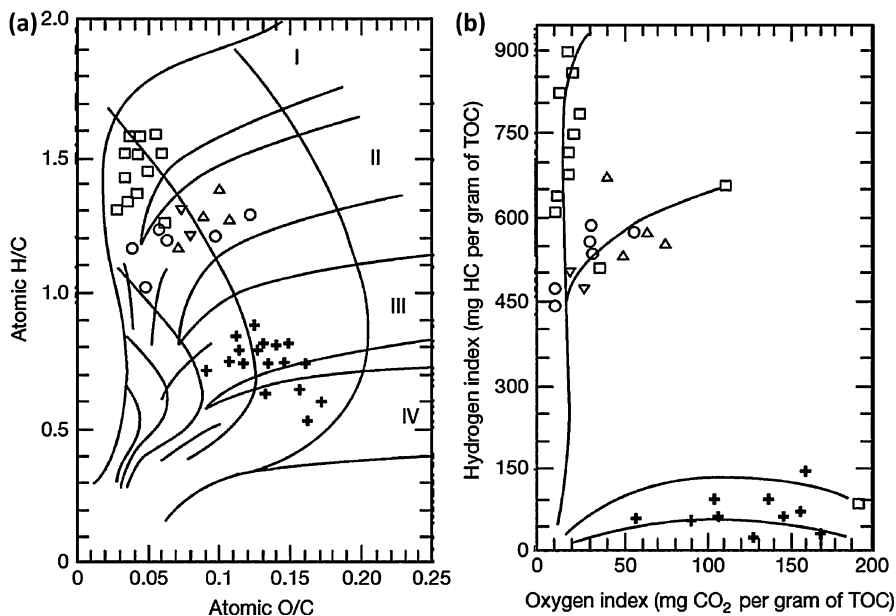 (a)
2.0
1.5
1.0
0.5
0
Atomic H/C
I
II
III
IV
0 0.05 0.10 0.15 0.20 0.25
Atomic O/C
(b)
900
750
600
450
300
150
0
Hydrogen index (mg HC per gram of TOC)
0 50 100 150 200
Oxygen index (mg CO₂ per gram of TOC)